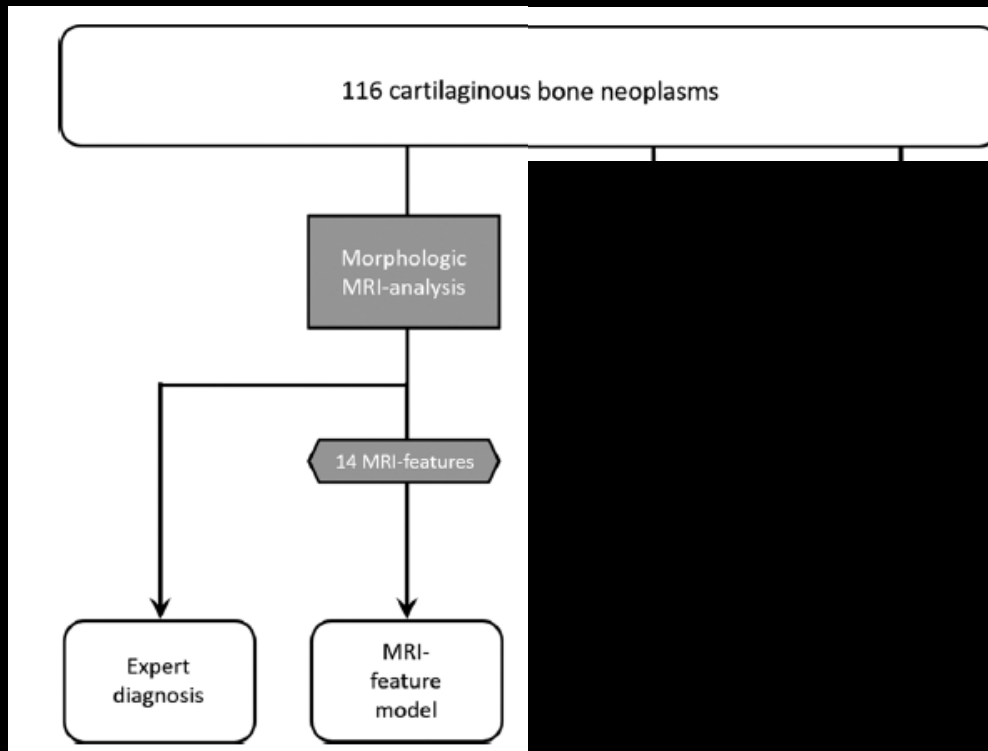 116 cartilaginous bone neoplasms
Morphologic
MRI-analysis
14 MRI-features
Expert
diagnosis
MRI-
feature
model